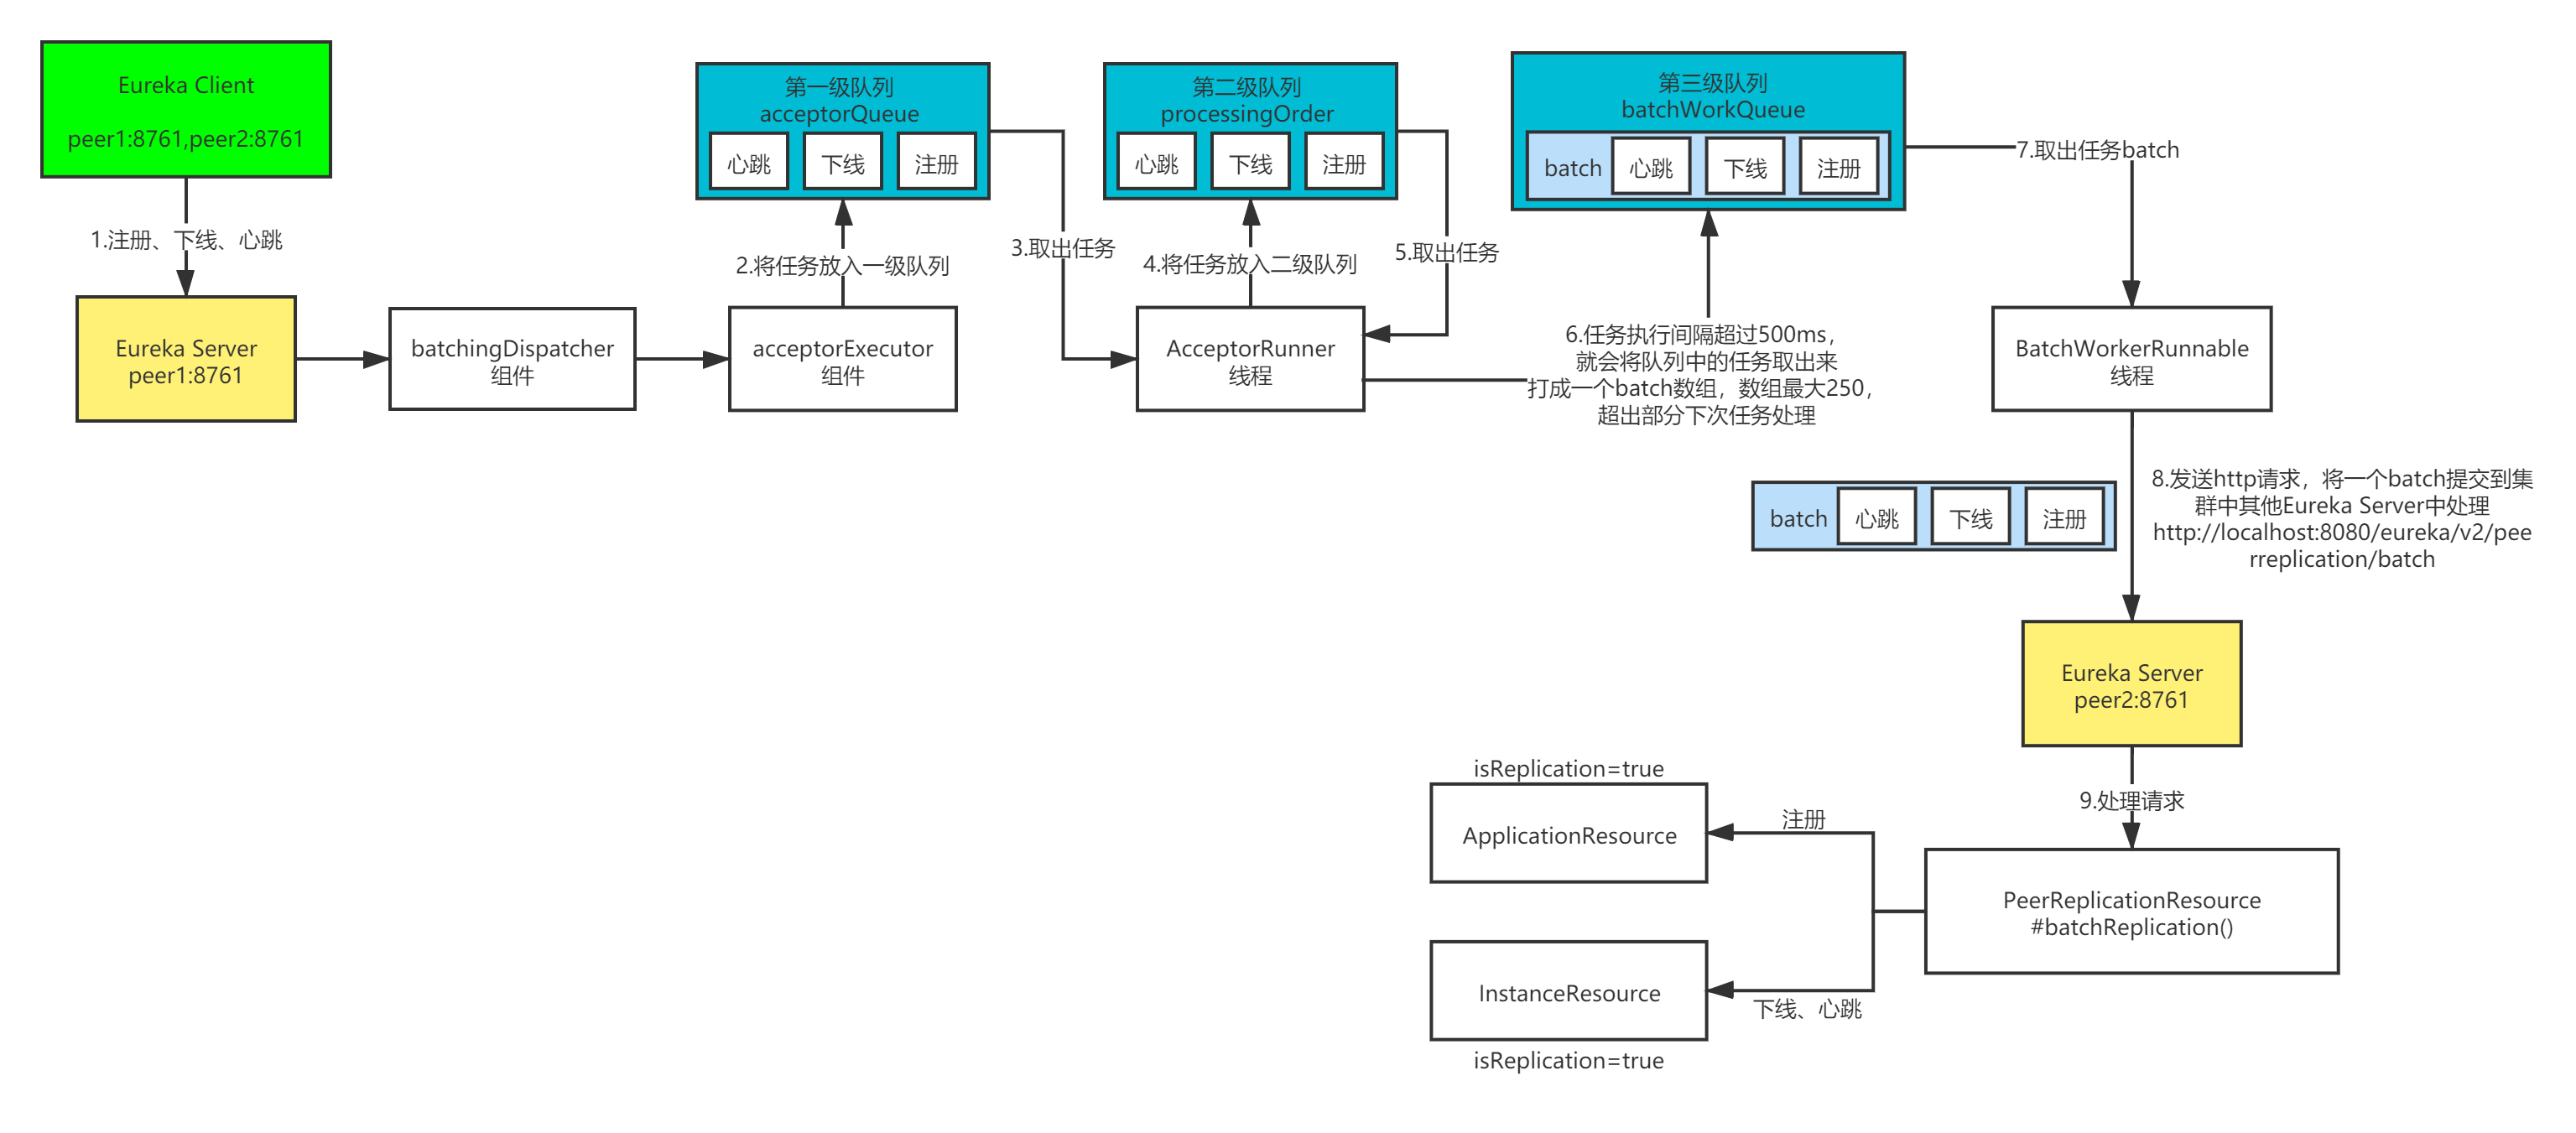 Eureka Client
peer1:8761,peer2:8761
1.注册、下线、心跳
Eureka Server
peer1:8761
batchingDispatcher
组件
acceptorExecutor
组件
2.将任务放入一级队列
第一级队列
acceptorQueue
心跳
下线
注册
3.取出任务
AcceptorRunner
线程
4.将任务放入二级队列
第二级队列
processingOrder
心跳
下线
注册
5.取出任务
6.任务执行间隔超过500ms，
就会将队列中的任务取出来
打成一个batch数组，数组最大250，
超出部分下次任务处理
第三级队列
batchWorkQueue
batch
心跳
下线
注册
7.取出任务batch
BatchWorkerRunnable
线程
batch
心跳
下线
注册
8.发送http请求，将一个batch提交到集
群中其他Eureka Server中处理
http://localhost:8080/eureka/v2/pee
rreplication/batch
Eureka Server
peer2:8761
9.处理请求
PeerReplicationResource
#batchReplication()
注册
isReplication=true
ApplicationResource
InstanceResource
下线、心跳
isReplication=true